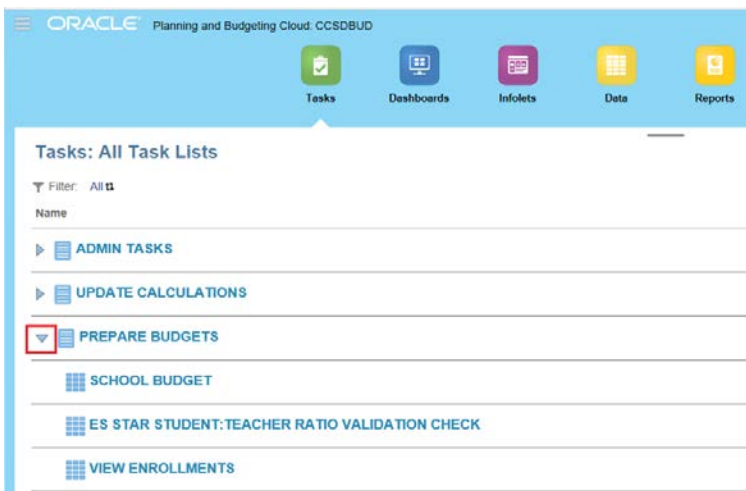 ORACLE Planning and Budgeting Cloud: CCSDBUD
Tasks Dashboards Infolets Data Reports
Tasks: All Task Lists
Filter: All
Name
ADMIN TASKS
UPDATE CALCULATIONS
PREPARE BUDGETS
SCHOOL BUDGET
ES STAR STUDENT:TEACHER RATIO VALIDATION CHECK
VIEW ENROLLMENTS